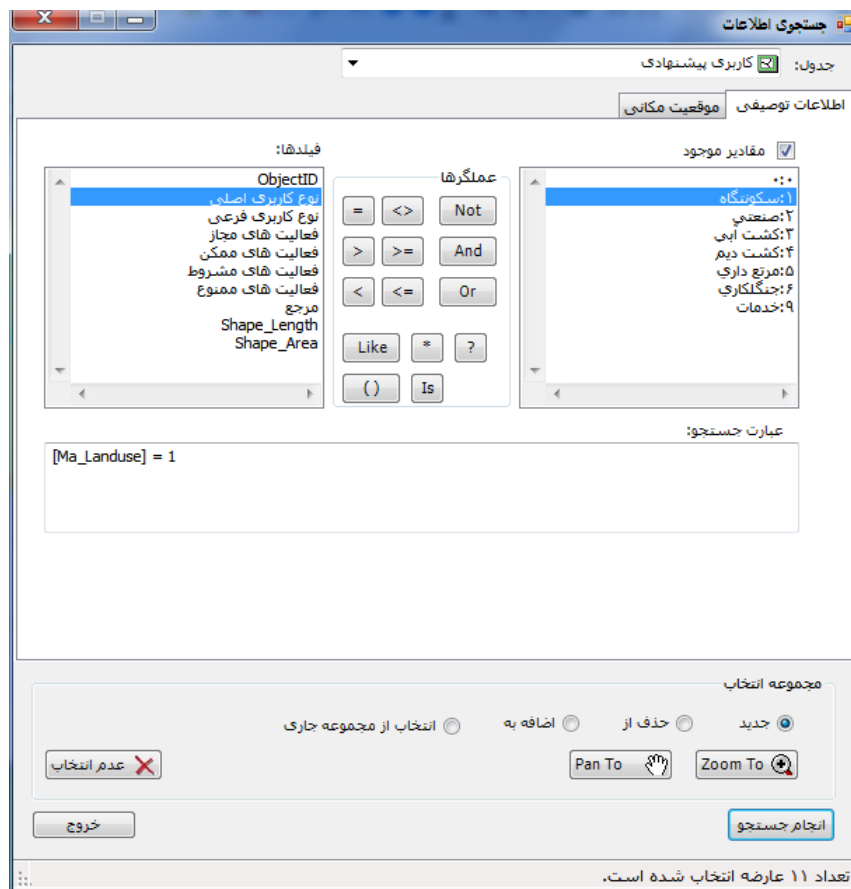 جستجوی اطلاعات
جدول: کاربری پیشنهادی
اطلاعات توصیفی
موقعیت مکانی
مقادیر موجود
۰:۰
۱:سکونتگاه
۲:صنعتي
۳:کشت آبي
۴:کشت ديم
۵:مرتع داري
۶:جنگلکاري
۹:خدمات
عملگرها
= <> Not
> >= And
< <= Or
Like * ?
( ) Is
فیلدها:
ObjectID
نوع کاربری اصلی
نوع کاربری فرعی
فعالیت های مجاز
فعالیت های ممکن
فعالیت های مشروط
فعالیت های ممنوع
مرجع
Shape_Length
Shape_Area
عبارت جستجو:
[Ma_Landuse] = 1
مجموعه انتخاب
جدید
حذف از
اضافه به
انتخاب از مجموعه جاری
Zoom To
Pan To
عدم انتخاب
انجام جستجو
خروج
تعداد ۱۱ عارضه انتخاب شده است.